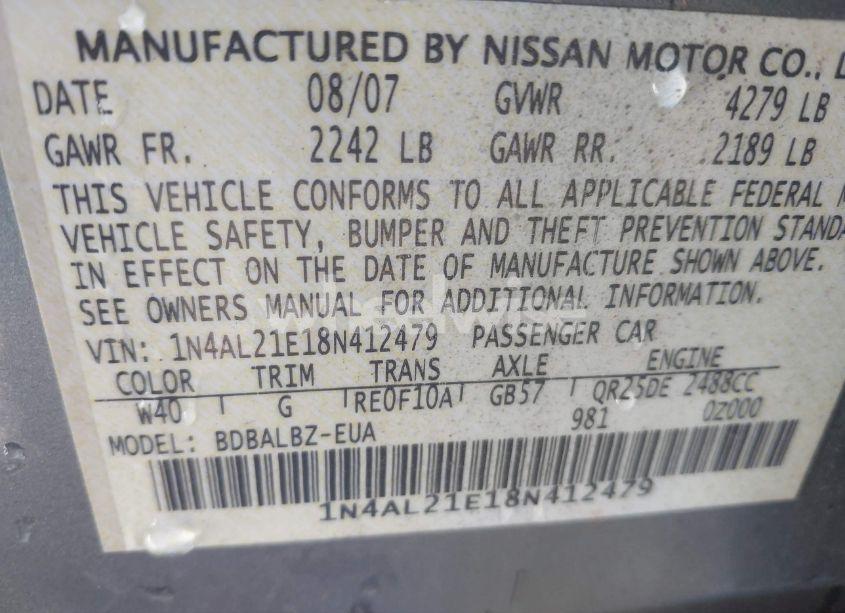 MANUFACTURED BY NISSAN MOTOR CO.,
DATE 08/07 GVWR 4279 LB
GAWR FR. 2242 LB GAWR RR. 2189 LB
THIS VEHICLE CONFORMS TO ALL APPLICABLE FEDERAL
VEHICLE SAFETY, BUMPER AND THEFT PREVENTION STANDA
IN EFFECT ON THE DATE OF MANUFACTURE SHOWN ABOVE.
SEE OWNERS MANUAL FOR ADDITIONAL INFORMATION.
VIN: 1N4AL21E18N412479 PASSENGER CAR
COLOR TRIM TRANS AXLE ENGINE
W40 G RE0F10A GB57 QR25DE 2488CC
981 0Z000
MODEL: BDBALBZ-EUA
1N4AL21E18N412479